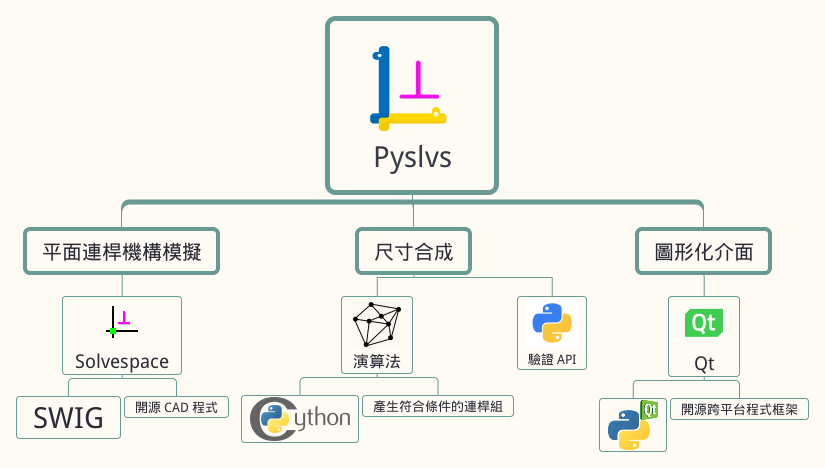 Pyslvs
平面連桿機構模擬
尺寸合成
圖形化介面
Solvespace
演算法
驗證 API
Qt
Qt
SWIG
開源 CAD 程式
Cython
產生符合條件的連桿組
Qt
開源跨平台程式框架